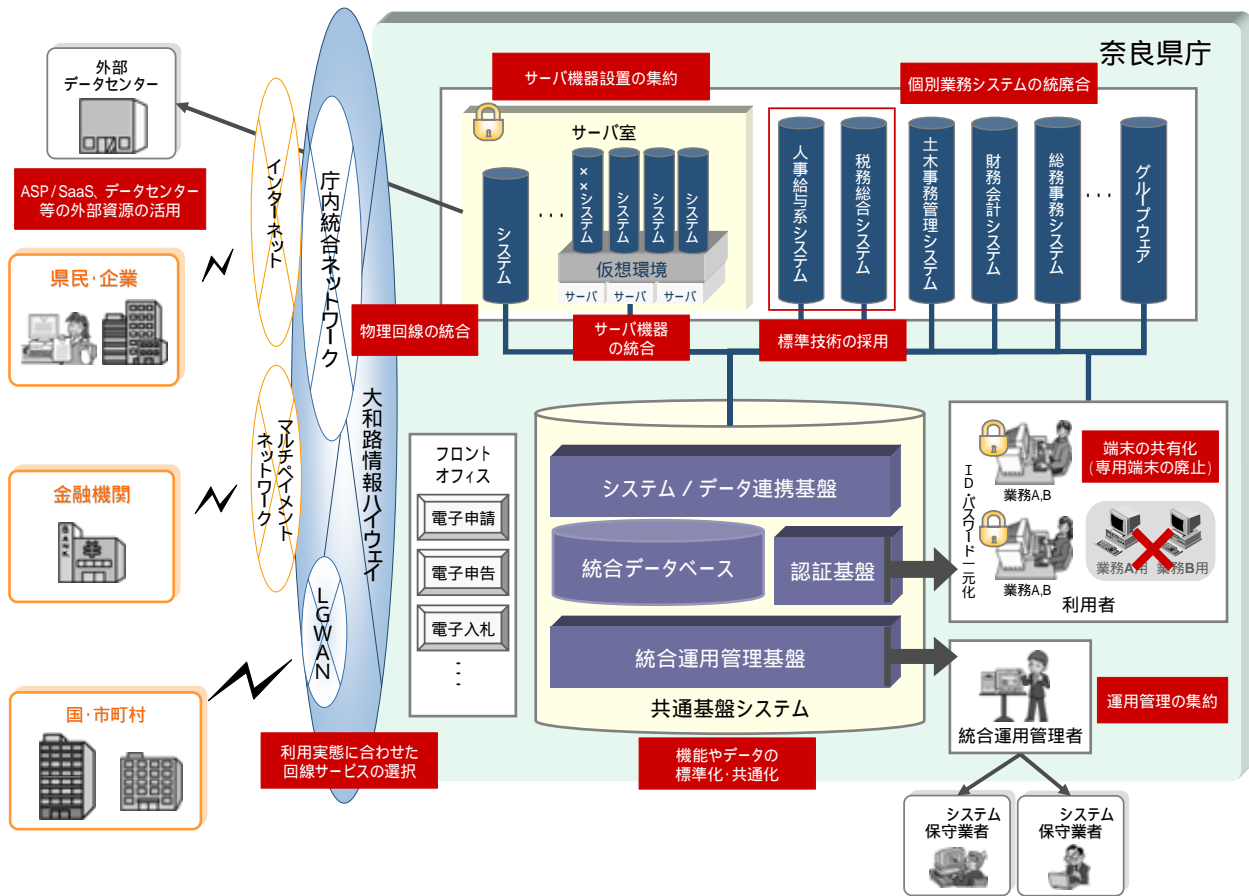 奈良県庁
外部
データセンター
サーバ機器設置の集約
個別業務システムの統廃合
ASP/SaaS、データセンター
等の外部資源の活用
インターネット
庁内統合ネットワーク
サーバ室
システム
･･･
××システム
システム
システム
システム
仮想環境
サーバ
サーバ
サーバ
人事給与系システム
税務総合システム
土木事務管理システム
財務会計システム
総務事務システム
･･･
グループウェア
県民・企業
物理回線の統合
サーバ機器
の統合
標準技術の採用
マルチペイメント
ネットワーク
大和路情報ハイウェイ
金融機関
BANK
フロント
オフィス
電子申請
電子申告
電子入札
システム / データ連携基盤
統合データベース
認証基盤
統合運用管理基盤
共通基盤システム
ID・パスワード一元化
業務A,B
業務A,B
端末の共有化
(専用端末の廃止)
業務A用
業務B用
利用者
LGWAN
国・市町村
利用実態に合わせた
回線サービスの選択
機能やデータの
標準化・共通化
統合運用管理者
運用管理の集約
システム
保守業者
システム
保守業者